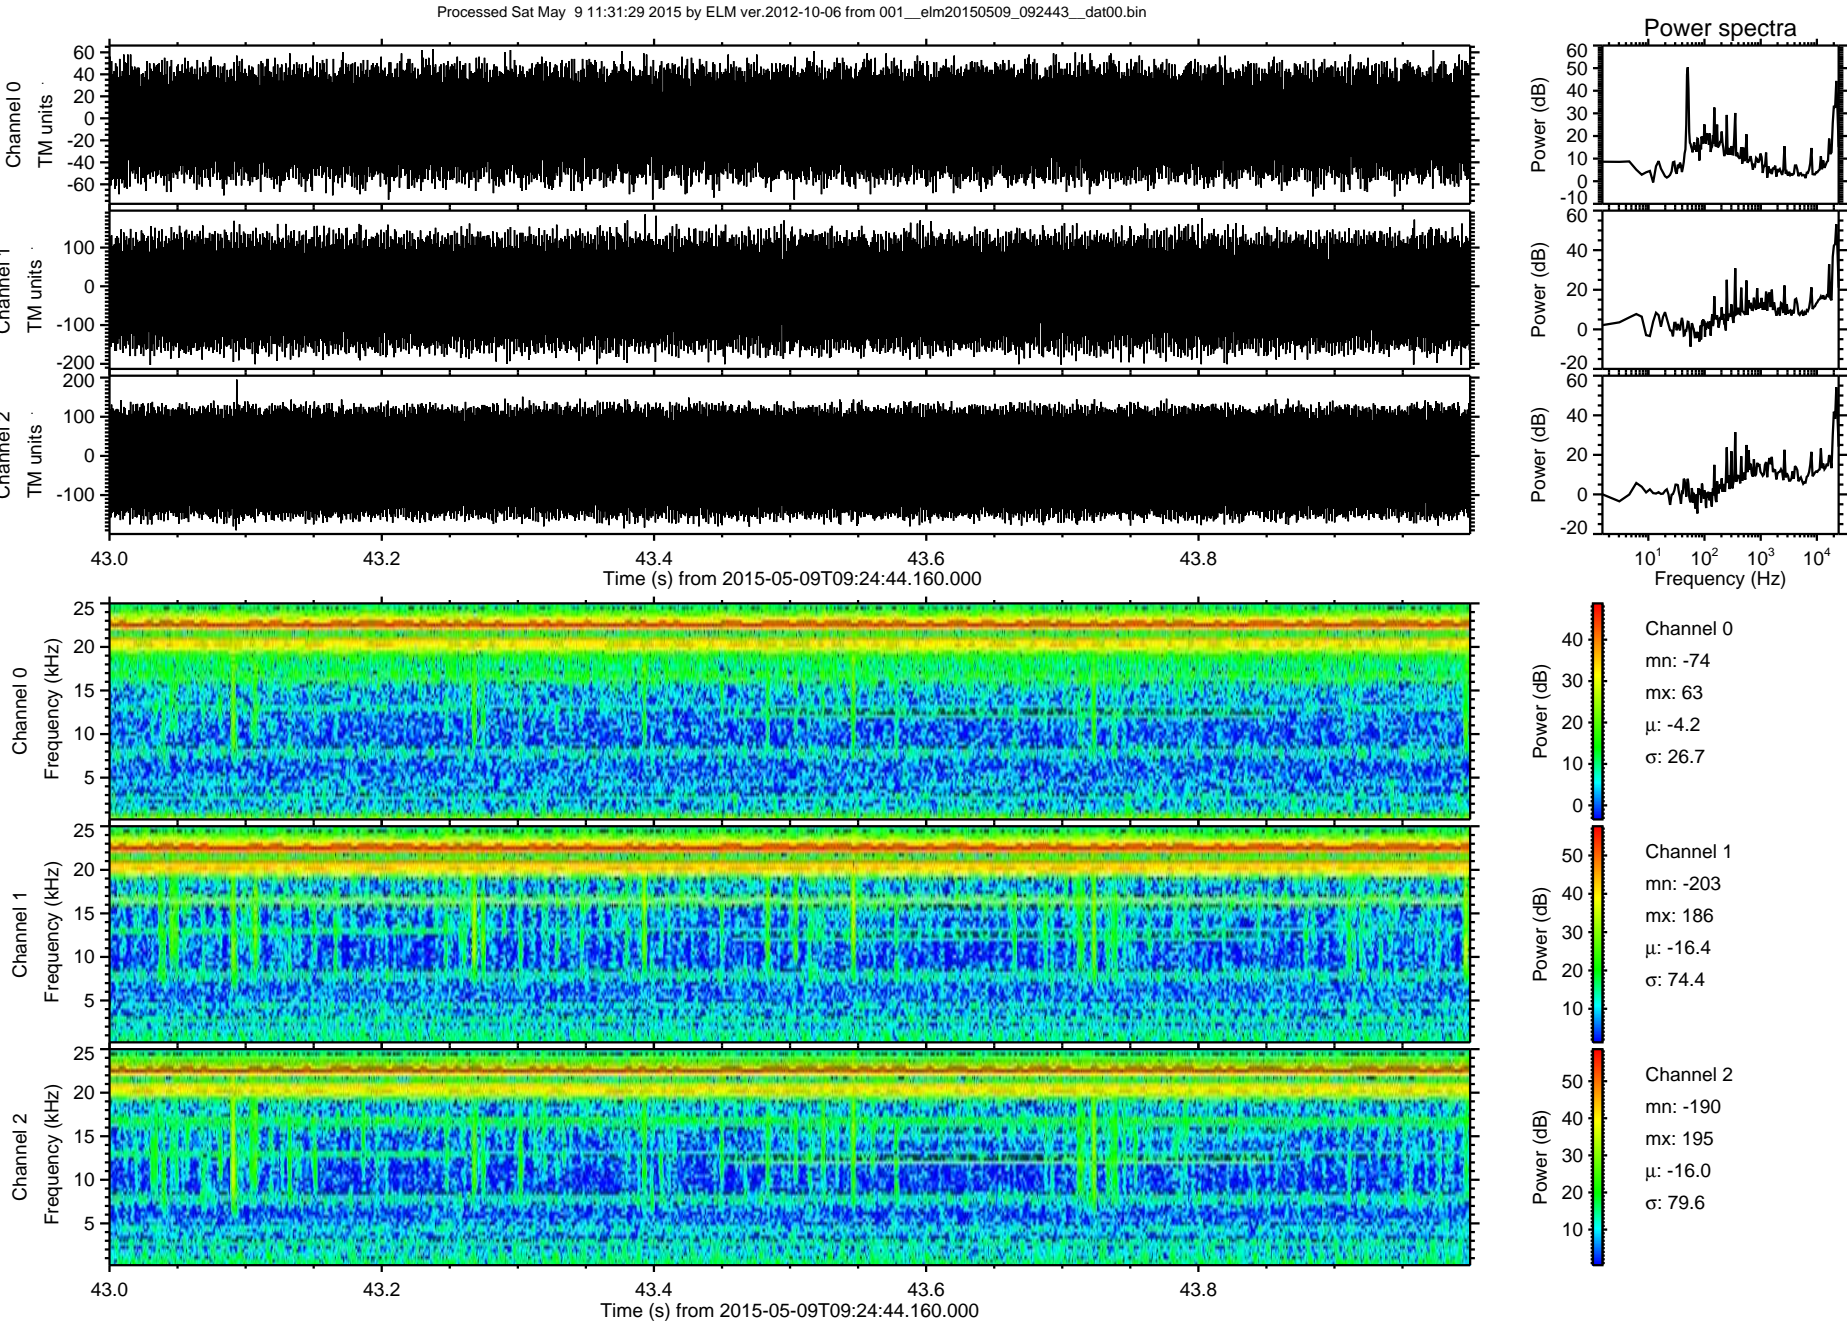 Processed Sat May  9 11:31:29 2015 by ELM ver.2012-10-06 from 001__elm20150509_092443__dat00.bin
Power spectra
Channel 0
TM units
60
40
20
0
-20
-40
-60
Power (dB)
60
50
40
30
20
10
0
-10
Channel 1
TM units
100
0
-100
-200
Power (dB)
60
40
20
0
-20
Channel 2
TM units
200
100
0
-100
Power (dB)
60
40
20
0
-20
43.0 43.2 43.4 43.6 43.8
Time (s) from 2015-05-09T09:24:44.160.000
10¹ 10² 10³ 10⁴
Frequency (Hz)
Channel 0
Frequency (kHz)
25
20
15
10
5
Power (dB)
40
30
20
10
0
Channel 0
mn: -74
mx: 63
µ: -4.2
σ: 26.7
Channel 1
Frequency (kHz)
25
20
15
10
5
Power (dB)
50
40
30
20
10
Channel 1
mn: -203
mx: 186
µ: -16.4
σ: 74.4
Channel 2
Frequency (kHz)
25
20
15
10
5
Power (dB)
50
40
30
20
10
Channel 2
mn: -190
mx: 195
µ: -16.0
σ: 79.6
43.0 43.2 43.4 43.6 43.8
Time (s) from 2015-05-09T09:24:44.160.000